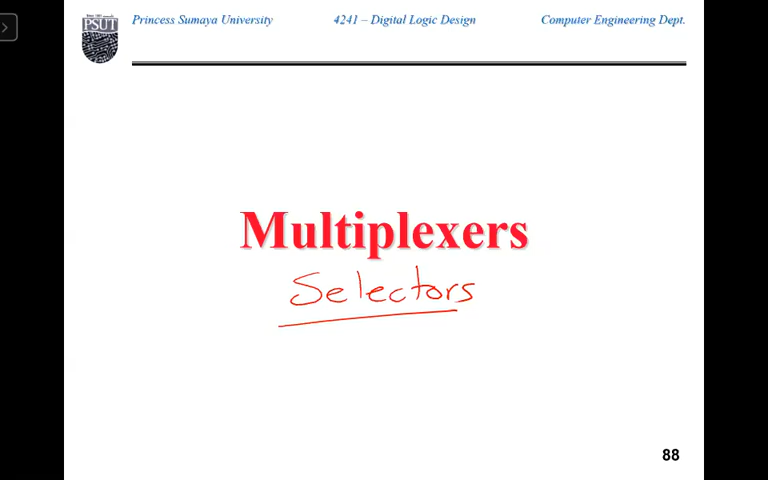 PSUT
Princess Sumaya University 4241 – Digital Logic Design Computer Engineering Dept.
Multiplexers
Selectors
88